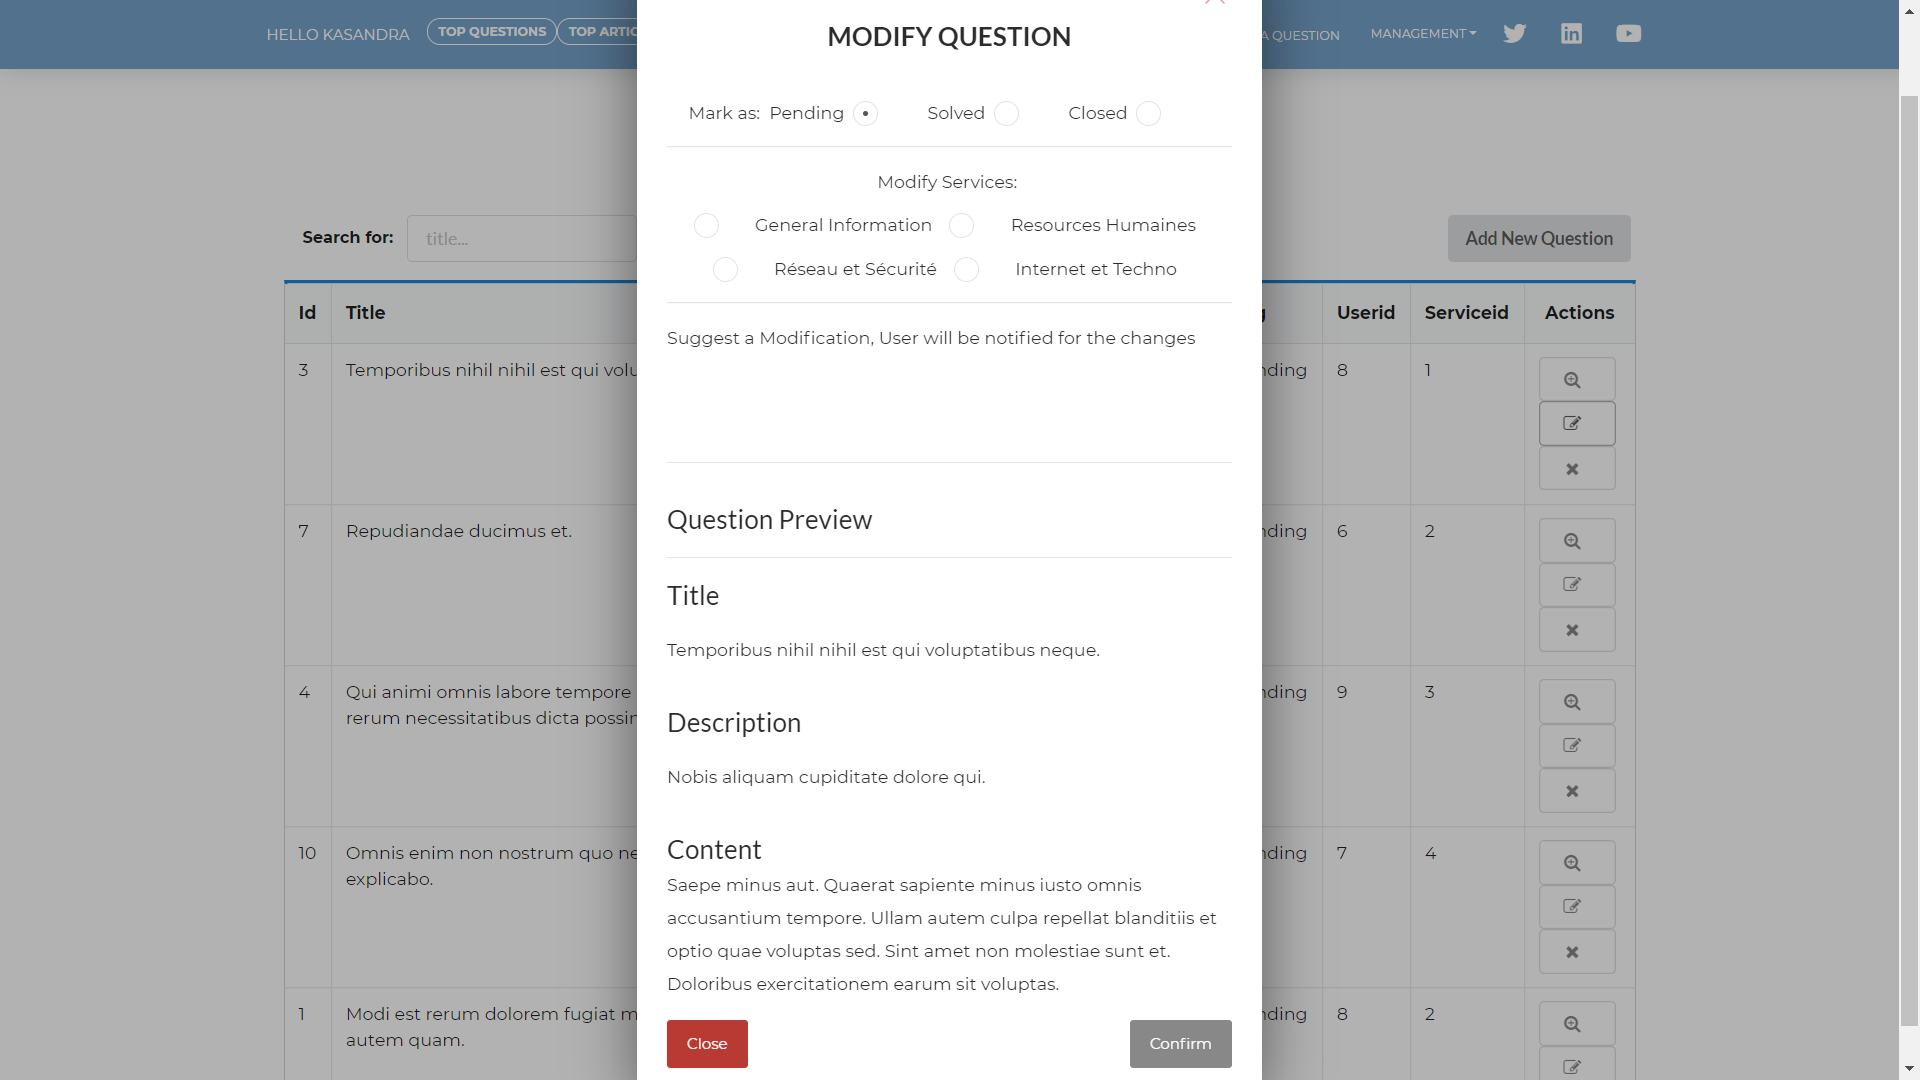 HELLO KASANDRA TOP QUESTIONS TOP ARTIC
A QUESTION MANAGEMENT
MODIFY QUESTION
Mark as: Pending Solved Closed
Modify Services:
General Information Resources Humaines
Réseau et Sécurité Internet et Techno
Suggest a Modification, User will be notified for the changes
Question Preview
Title
Temporibus nihil nihil est qui voluptatibus neque.
Description
Nobis aliquam cupiditate dolore qui.
Content
Saepe minus aut. Quaerat sapiente minus iusto omnis
accusantium tempore. Ullam autem culpa repellat blanditiis et
optio quae voluptas sed. Sint amet non molestiae sunt et.
Doloribus exercitationem earum sit voluptas.
Close Confirm
Search for: title... Add New Question
Id Title Userid Serviceid Actions
3 Temporibus nihil nihil est qui volu nding 8 1
7 Repudiandae ducimus et. nding 6 2
4 Qui animi omnis labore tempore nding 9 3
rerum necessitatibus dicta possin
10 Omnis enim non nostrum quo ne nding 7 4
explicabo.
1 Modi est rerum dolorem fugiat m nding 8 2
autem quam.